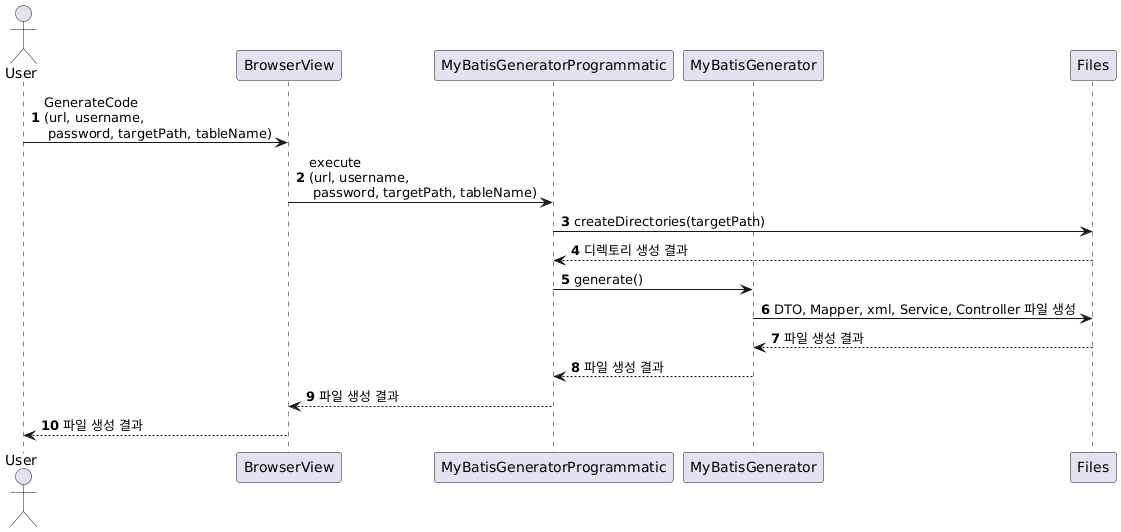 User
BrowserView
MyBatisGeneratorProgrammatic
MyBatisGenerator
Files
GenerateCode
1 (url, username,
password, targetPath, tableName)
execute
2 (url, username,
password, targetPath, tableName)
3 createDirectories(targetPath)
4 디렉토리 생성 결과
5 generate()
6 DTO, Mapper, xml, Service, Controller 파일 생성
7 파일 생성 결과
8 파일 생성 결과
9 파일 생성 결과
10 파일 생성 결과
User
BrowserView
MyBatisGeneratorProgrammatic
MyBatisGenerator
Files